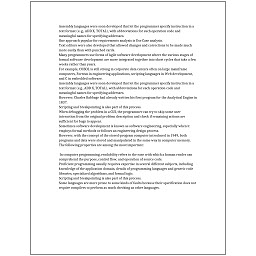 Assembly languages were soon developed that let the programmer specify instruction in a
text format (e.g., ADD X, TOTAL), with abbreviations for each operation code and
meaningful names for specifying addresses.
One approach popular for requirements analysis is Use Case analysis.
Text editors were also developed that allowed changes and corrections to be made much
more easily than with punched cards.
Many programmers use forms of Agile software development where the various stages of
formal software development are more integrated together into short cycles that take a few
weeks rather than years.
For example, COBOL is still strong in corporate data centers often on large mainframe
computers, Fortran in engineering applications, scripting languages in Web development,
and C in embedded software.
Assembly languages were soon developed that let the programmer specify instruction in a
text format (e.g., ADD X, TOTAL), with abbreviations for each operation code and
meaningful names for specifying addresses.
However, Charles Babbage had already written his first program for the Analytical Engine in
1837.
Scripting and breakpointing is also part of this process.
When debugging the problem in a GUI, the programmer can try to skip some user
interaction from the original problem description and check if remaining actions are
sufficient for bugs to appear.
Sometimes software development is known as software engineering, especially when it
employs formal methods or follows an engineering design process.
However, with the concept of the stored-program computer introduced in 1949, both
programs and data were stored and manipulated in the same way in computer memory.
The following properties are among the most important:
In computer programming, readability refers to the ease with which a human reader can
comprehend the purpose, control flow, and operation of source code.
Proficient programming usually requires expertise in several different subjects, including
knowledge of the application domain, details of programming languages and generic code
libraries, specialized algorithms, and formal logic.
Scripting and breakpointing is also part of this process.
Some languages are more prone to some kinds of faults because their specification does not
require compilers to perform as much checking as other languages.